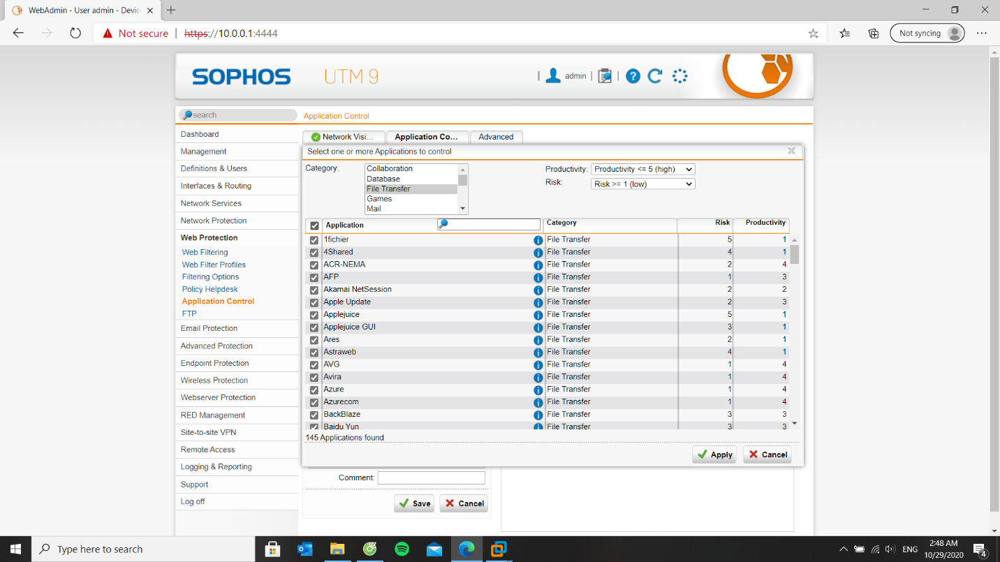 WebAdmin - User admin - Devic
Not secure | https://10.0.0.1:4444
Not syncing
SOPHOS UTM 9
| admin | |
search
Application Control
Dashboard
Management
Definitions & Users
Interfaces & Routing
Network Services
Network Protection
Web Protection
Web Filtering
Web Filter Profiles
Filtering Options
Policy Helpdesk
Application Control
FTP
Email Protection
Advanced Protection
Endpoint Protection
Wireless Protection
Webserver Protection
RED Management
Site-to-site VPN
Remote Access
Logging & Reporting
Support
Log off
Network Visi... Application Co... Advanced
Select one or more Applications to control
Category:
Collaboration
Database
File Transfer
Games
Mail
Productivity: Productivity <= 5 (high)
Risk: Risk >= 1 (low)
Application Category Risk Productivity
1fichier File Transfer 5 1
4Shared File Transfer 4 1
ACR-NEMA File Transfer 2 4
AFP File Transfer 1 3
Akamai NetSession File Transfer 2 2
Apple Update File Transfer 2 3
Applejuice File Transfer 5 1
Applejuice GUI File Transfer 3 1
Ares File Transfer 2 1
Astraweb File Transfer 4 1
AVG File Transfer 1 4
Avira File Transfer 1 4
Azure File Transfer 1 4
Azurecom File Transfer 1 4
BackBlaze File Transfer 3 3
Baidu Yun File Transfer 3 3
145 Applications found
Apply Cancel
Comment:
Save Cancel
Type here to search
ENG
2:48 AM
10/29/2020
4